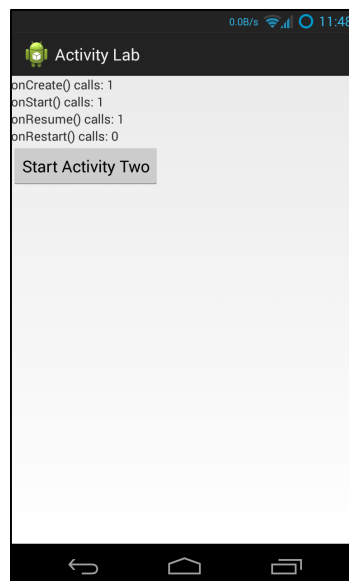 0.0B/s 11:48
Activity Lab
onCreate() calls: 1
onStart() calls: 1
onResume() calls: 1
onRestart() calls: 0
Start Activity Two